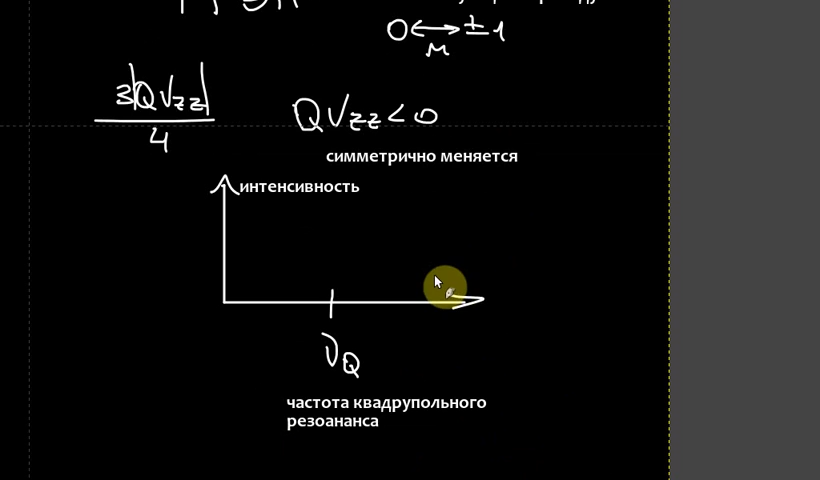 0 ↔ ±1
M
3|QVzz|
4
QVzz < 0
симметрично меняется
интенсивность
νQ
частота квадрупольного
резоананса